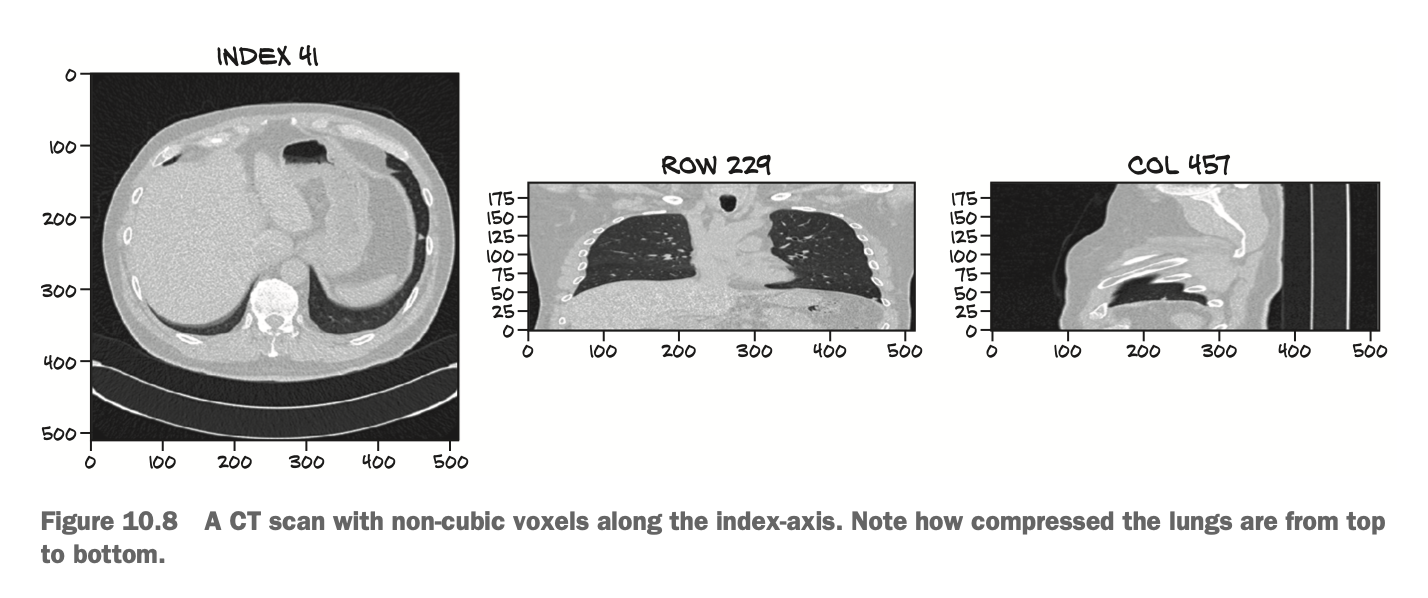 INDEX 41
0
100
200
300
400
500
0 100 200 300 400 500
ROW 229
175
150
125
100
75
50
25
0
0 100 200 300 400 500
COL 457
175
150
125
100
75
50
25
0
0 100 200 300 400 500
Figure 10.8 A CT scan with non-cubic voxels along the index-axis. Note how compressed the lungs are from top
to bottom.